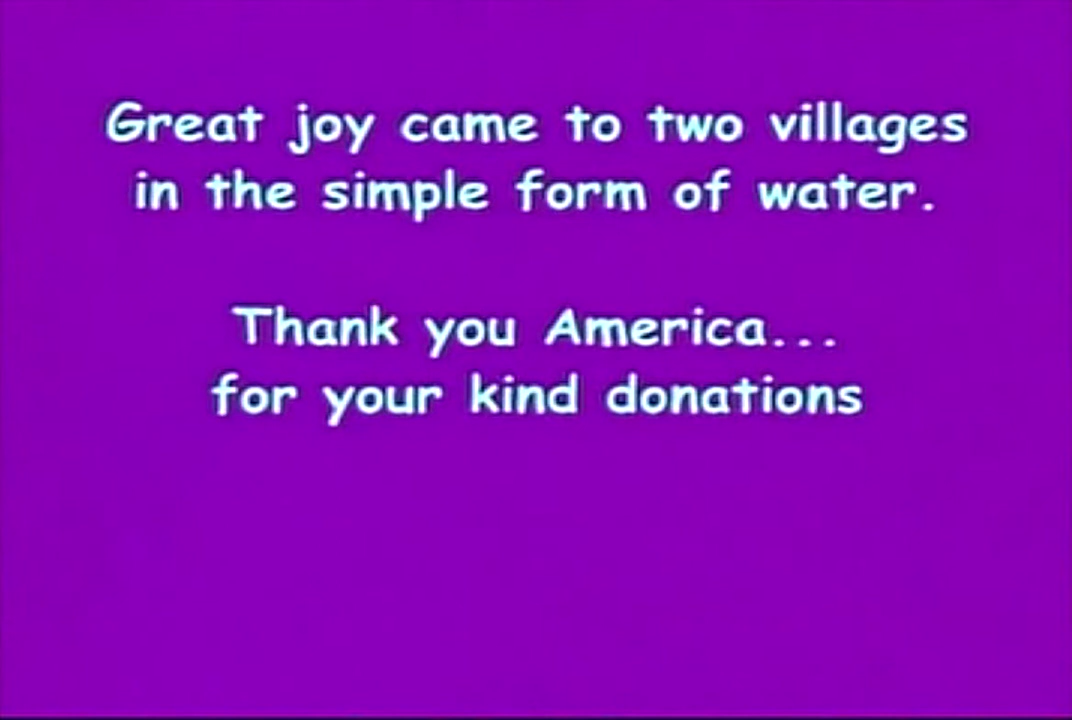 Great joy came to two villages
in the simple form of water.
Thank you America...
for your kind donations